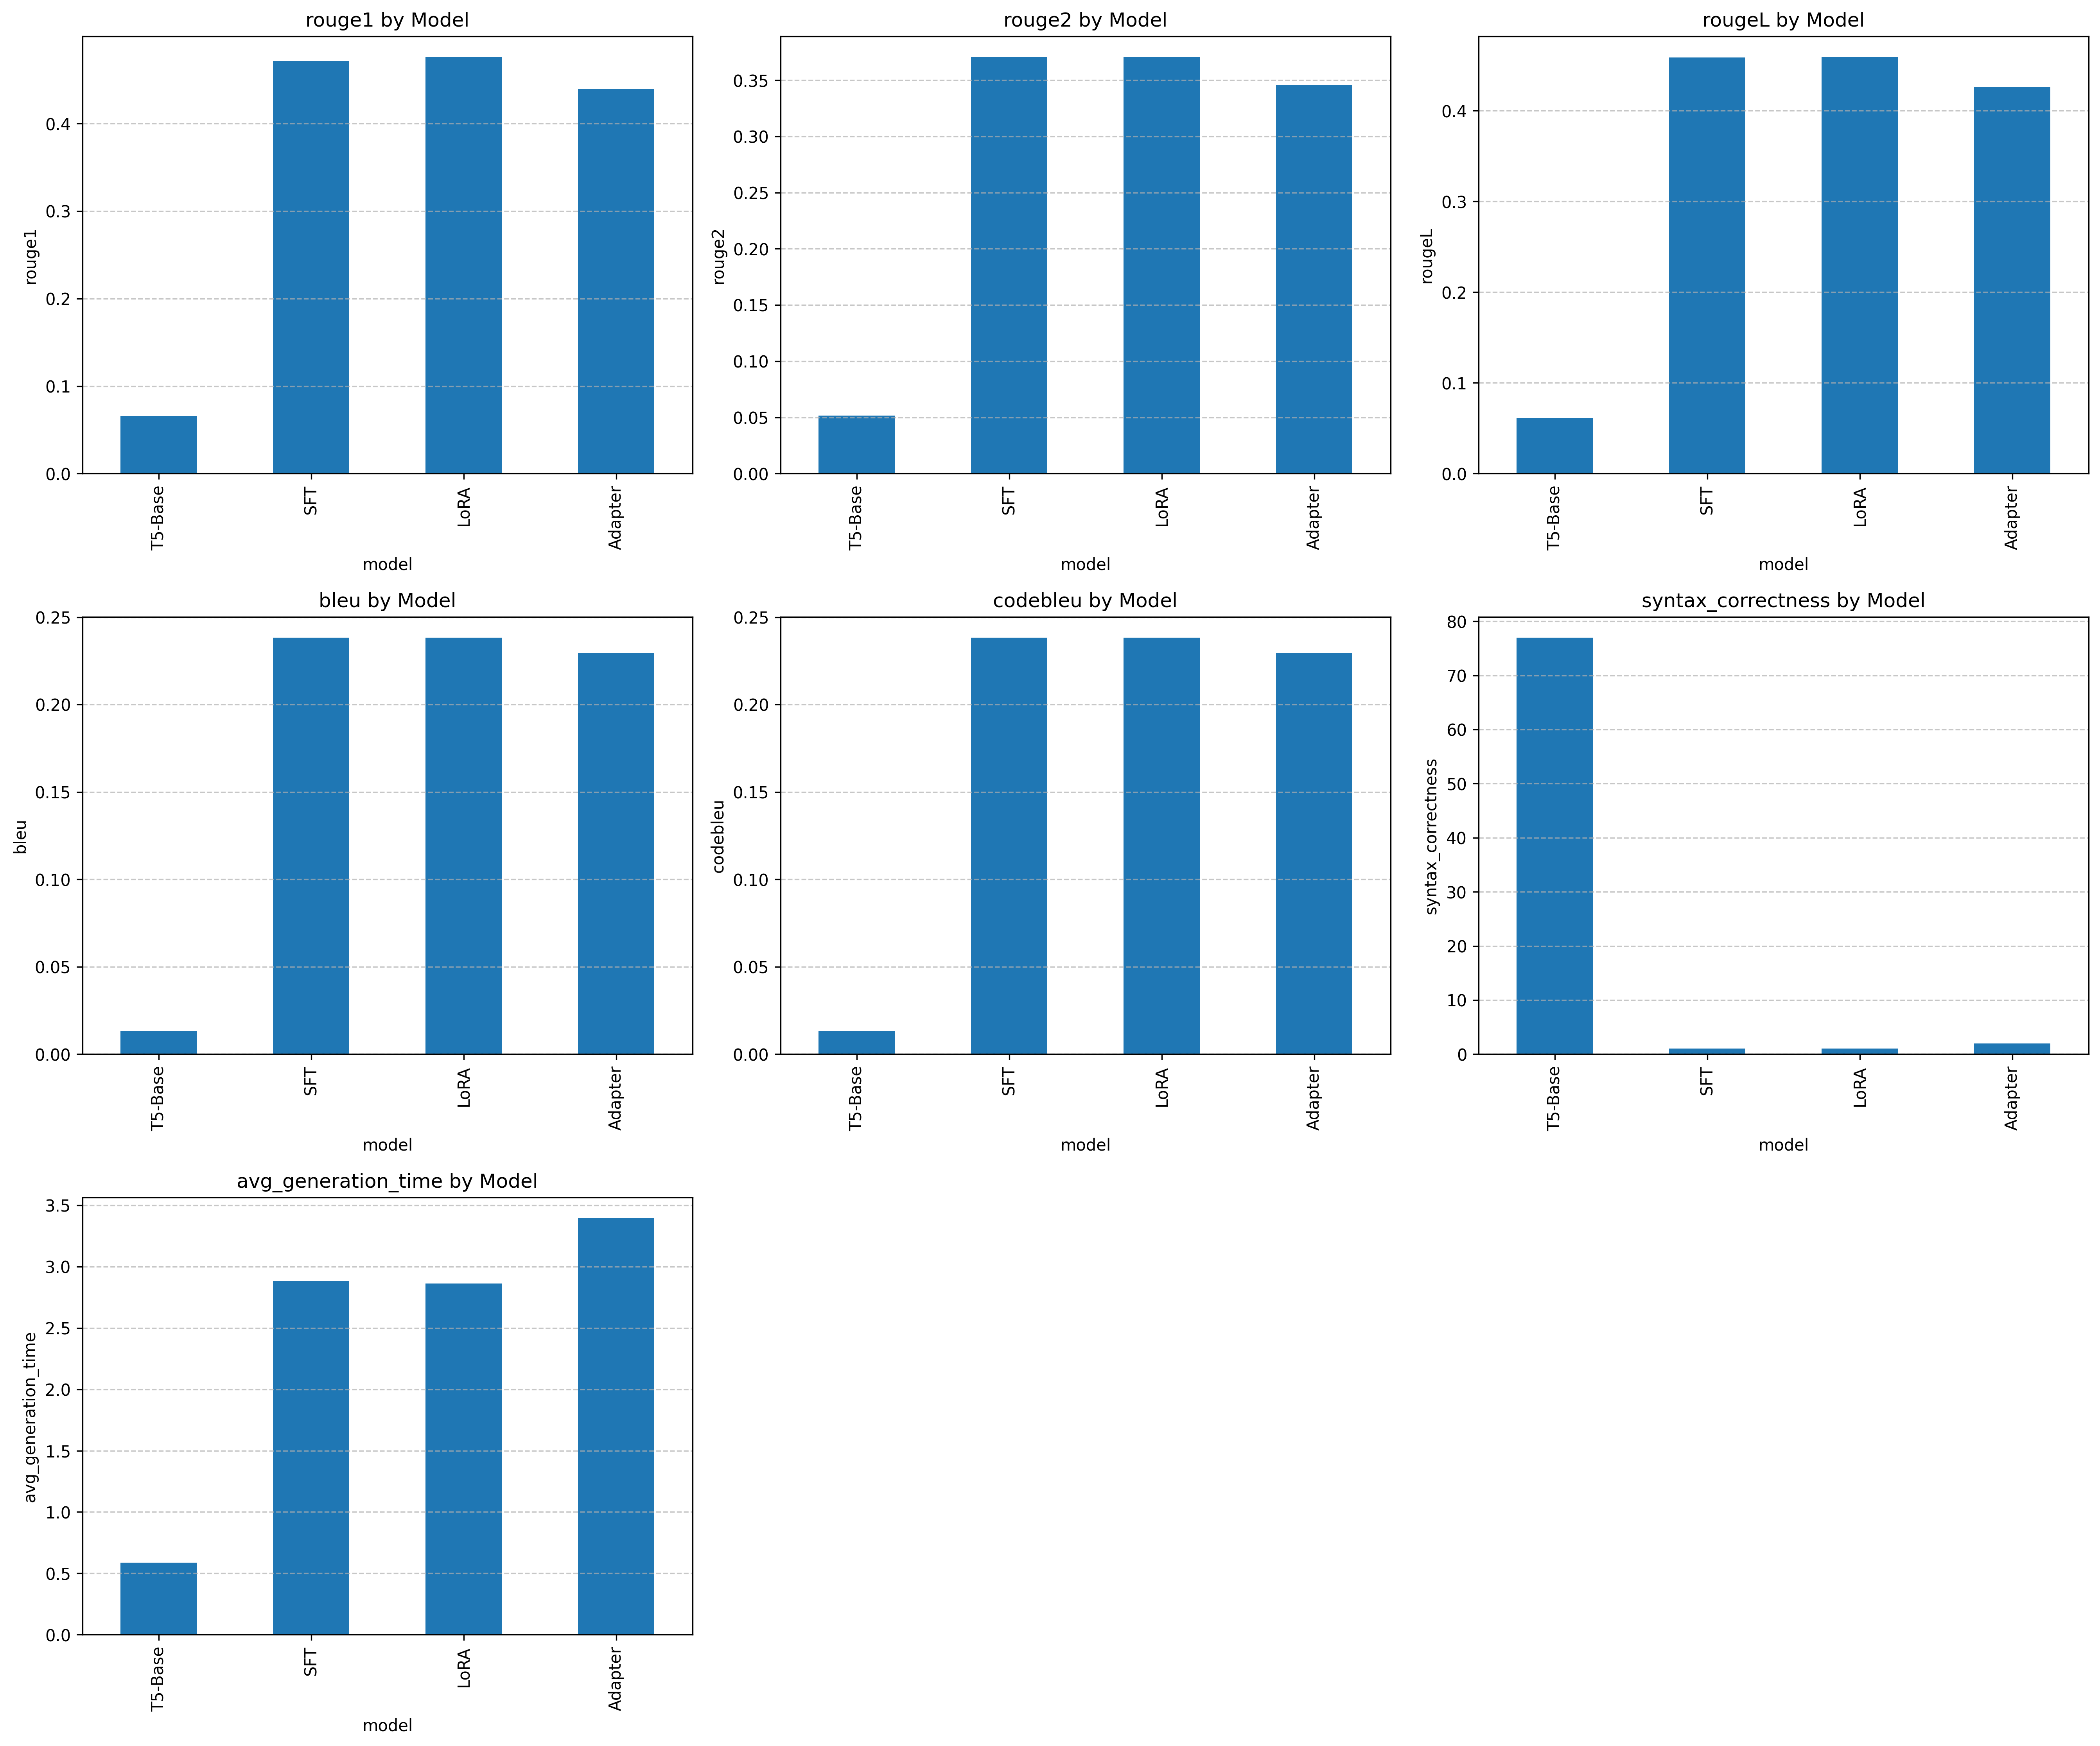 rouge1 by Model
rouge1
0.4
0.3
0.2
0.1
0.0
T5-Base
SFT
LoRA
Adapter
model
rouge2 by Model
rouge2
0.35
0.30
0.25
0.20
0.15
0.10
0.05
0.00
T5-Base
SFT
LoRA
Adapter
model
rougeL by Model
rougeL
0.4
0.3
0.2
0.1
0.0
T5-Base
SFT
LoRA
Adapter
model
bleu by Model
bleu
0.25
0.20
0.15
0.10
0.05
0.00
T5-Base
SFT
LoRA
Adapter
model
codebleu by Model
codebleu
0.25
0.20
0.15
0.10
0.05
0.00
T5-Base
SFT
LoRA
Adapter
model
syntax_correctness by Model
syntax_correctness
80
70
60
50
40
30
20
10
0
T5-Base
SFT
LoRA
Adapter
model
avg_generation_time by Model
avg_generation_time
3.5
3.0
2.5
2.0
1.5
1.0
0.5
0.0
T5-Base
SFT
LoRA
Adapter
model